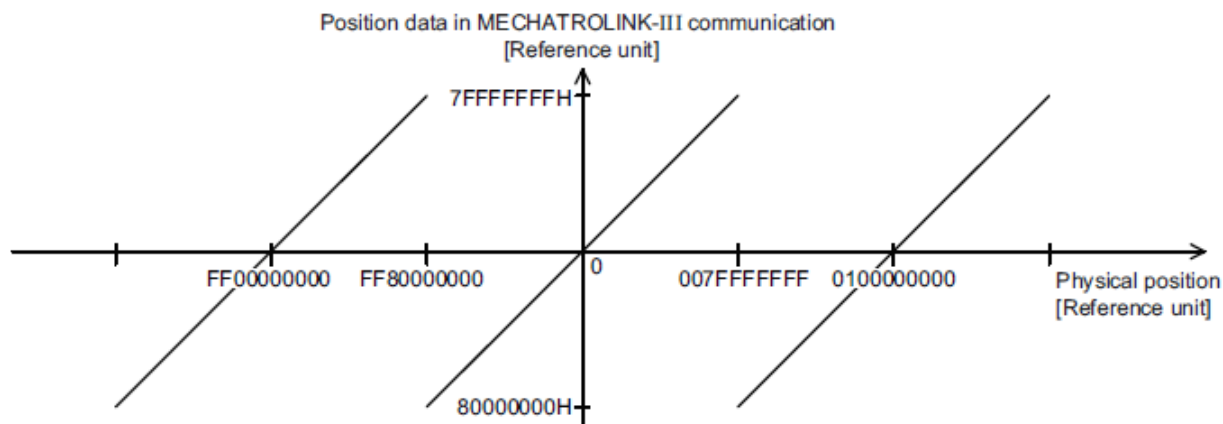 Position data in MECHATROLINK-III communication
[Reference unit]
7FFFFFFFH
FF00000000 FF80000000 0 007FFFFFFF 0100000000 Physical position
[Reference unit]
80000000H